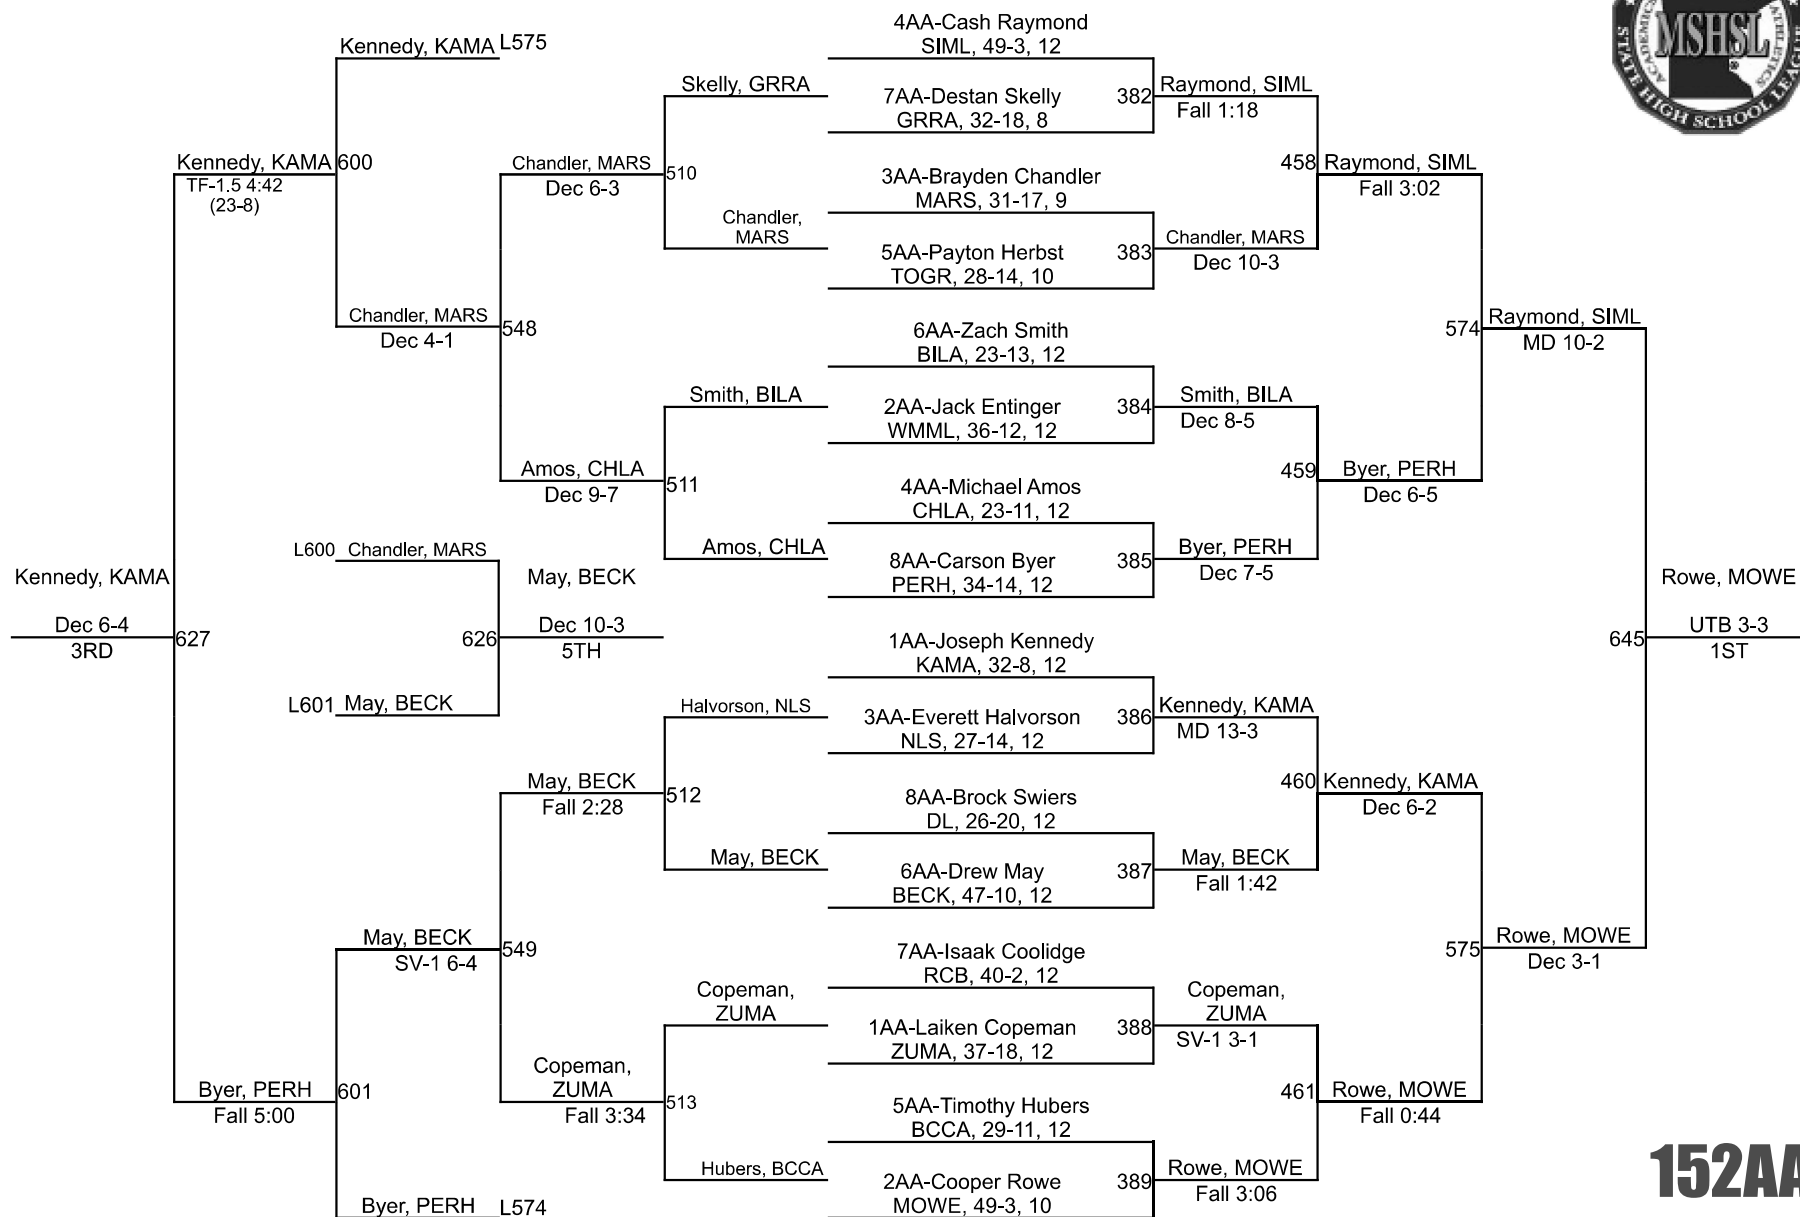 MSHSL
ACADEMICS
ATHLETICS
STATE HIGH SCHOOL LEAGUE
Kennedy, KAMA L575
Kennedy, KAMA 600
TF-1.5 4:42
(23-8)
Chandler, MARS
Dec 4-1
Skelly, GRRA
Chandler, MARS 510
Dec 6-3
Chandler,
MARS
548
Smith, BILA
Amos, CHLA 511
Dec 9-7
Amos, CHLA
L600 Chandler, MARS
Kennedy, KAMA
Dec 6-4 627
3RD
May, BECK
626 Dec 10-3
5TH
L601 May, BECK
Halvorson, NLS
May, BECK 512
Fall 2:28
May, BECK
May, BECK 549
SV-1 6-4
Copeman,
ZUMA
Copeman,
ZUMA 513
Fall 3:34
Hubers, BCCA
Byer, PERH 601
Fall 5:00
Byer, PERH L574
4AA-Cash Raymond
SIML, 49-3, 12
7AA-Destan Skelly 382
GRRA, 32-18, 8
3AA-Brayden Chandler
MARS, 31-17, 9
5AA-Payton Herbst 383
TOGR, 28-14, 10
6AA-Zach Smith
BILA, 23-13, 12
2AA-Jack Entinger 384
WMML, 36-12, 12
4AA-Michael Amos
CHLA, 23-11, 12
8AA-Carson Byer 385
PERH, 34-14, 12
1AA-Joseph Kennedy
KAMA, 32-8, 12
3AA-Everett Halvorson 386
NLS, 27-14, 12
8AA-Brock Swiers
DL, 26-20, 12
6AA-Drew May 387
BECK, 47-10, 12
7AA-Isaak Coolidge
RCB, 40-2, 12
1AA-Laiken Copeman 388
ZUMA, 37-18, 12
5AA-Timothy Hubers
BCCA, 29-11, 12
2AA-Cooper Rowe 389
MOWE, 49-3, 10
Raymond, SIML
Fall 1:18
458 Raymond, SIML
Fall 3:02
Chandler, MARS
Dec 10-3
574 Raymond, SIML
MD 10-2
Smith, BILA
Dec 8-5
459 Byer, PERH
Dec 6-5
Byer, PERH
Dec 7-5
Rowe, MOWE
645 UTB 3-3
1ST
Kennedy, KAMA
MD 13-3
460 Kennedy, KAMA
Dec 6-2
May, BECK
Fall 1:42
575 Rowe, MOWE
Dec 3-1
Copeman,
ZUMA
SV-1 3-1
461 Rowe, MOWE
Fall 0:44
Rowe, MOWE
Fall 3:06
152AA